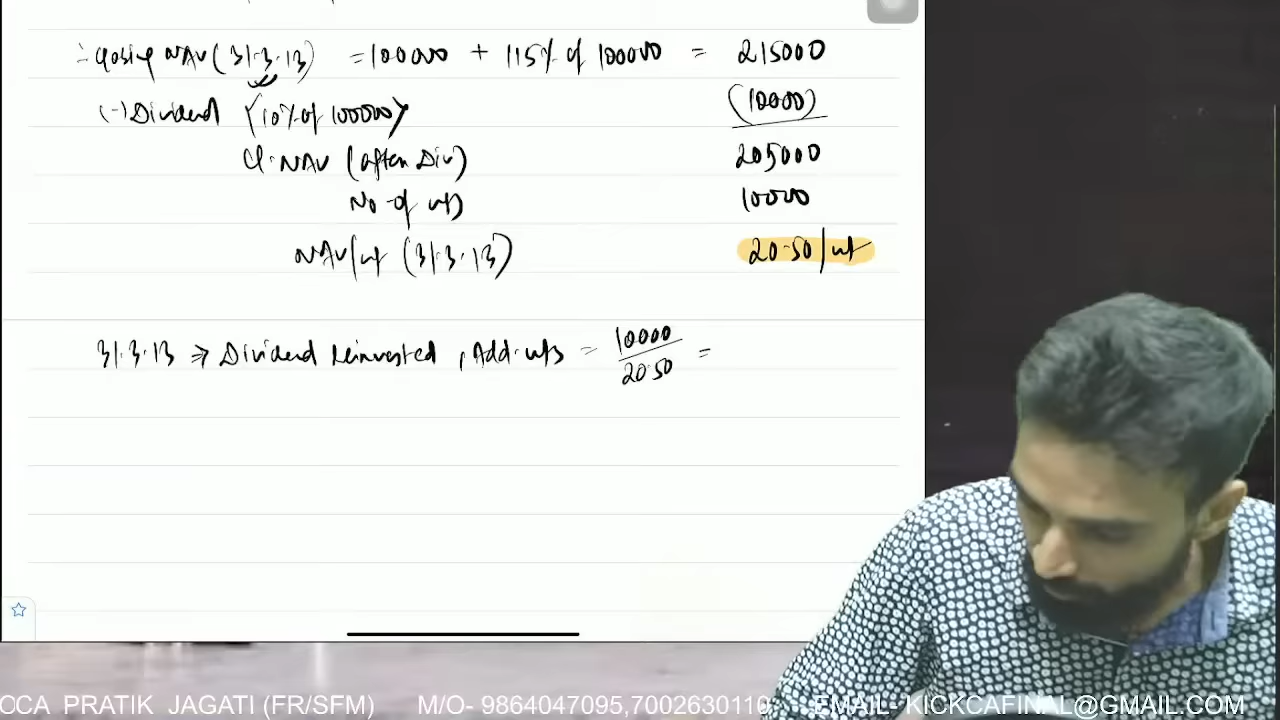 ∴ Closing NAV (31.3.13) = 100000 + 115% of 100000 = 215000
(-) Dividend (10% of 100000) (10000)
Cl. NAV (after Div) 205000
No. of uts 10000
NAV/ut (31.3.13) 20.50/ut
31.3.13 ⇒ Dividend Reinvested, Add. uts = 10000/20.50 =
OCA PRATIK JAGATI (FR/SFM) M/O- 9864047095,7002630110, EMAIL- KICKCAFINAL@GMAIL.COM